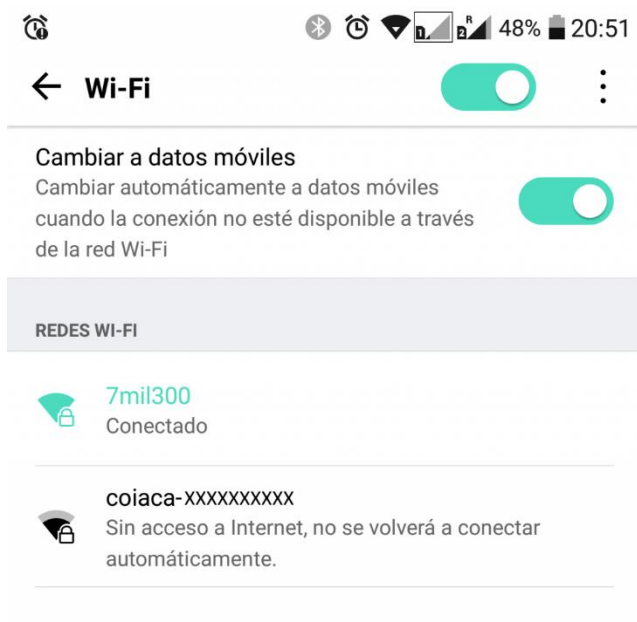 1 2 R 48% 20:51
Wi-Fi
Cambiar a datos móviles
Cambiar automáticamente a datos móviles
cuando la conexión no esté disponible a través
de la red Wi-Fi
REDES WI-FI
7mil300
Conectado
coiaca-xxxxxxxxxx
Sin acceso a Internet, no se volverá a conectar
automáticamente.